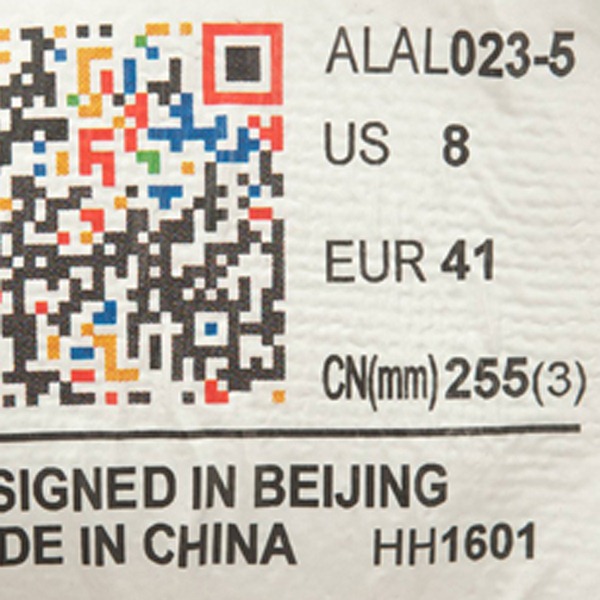 ALAL023-5
US 8
EUR 41
CN(mm)255(3)
SIGNED IN BEIJING
DE IN CHINA HH1601